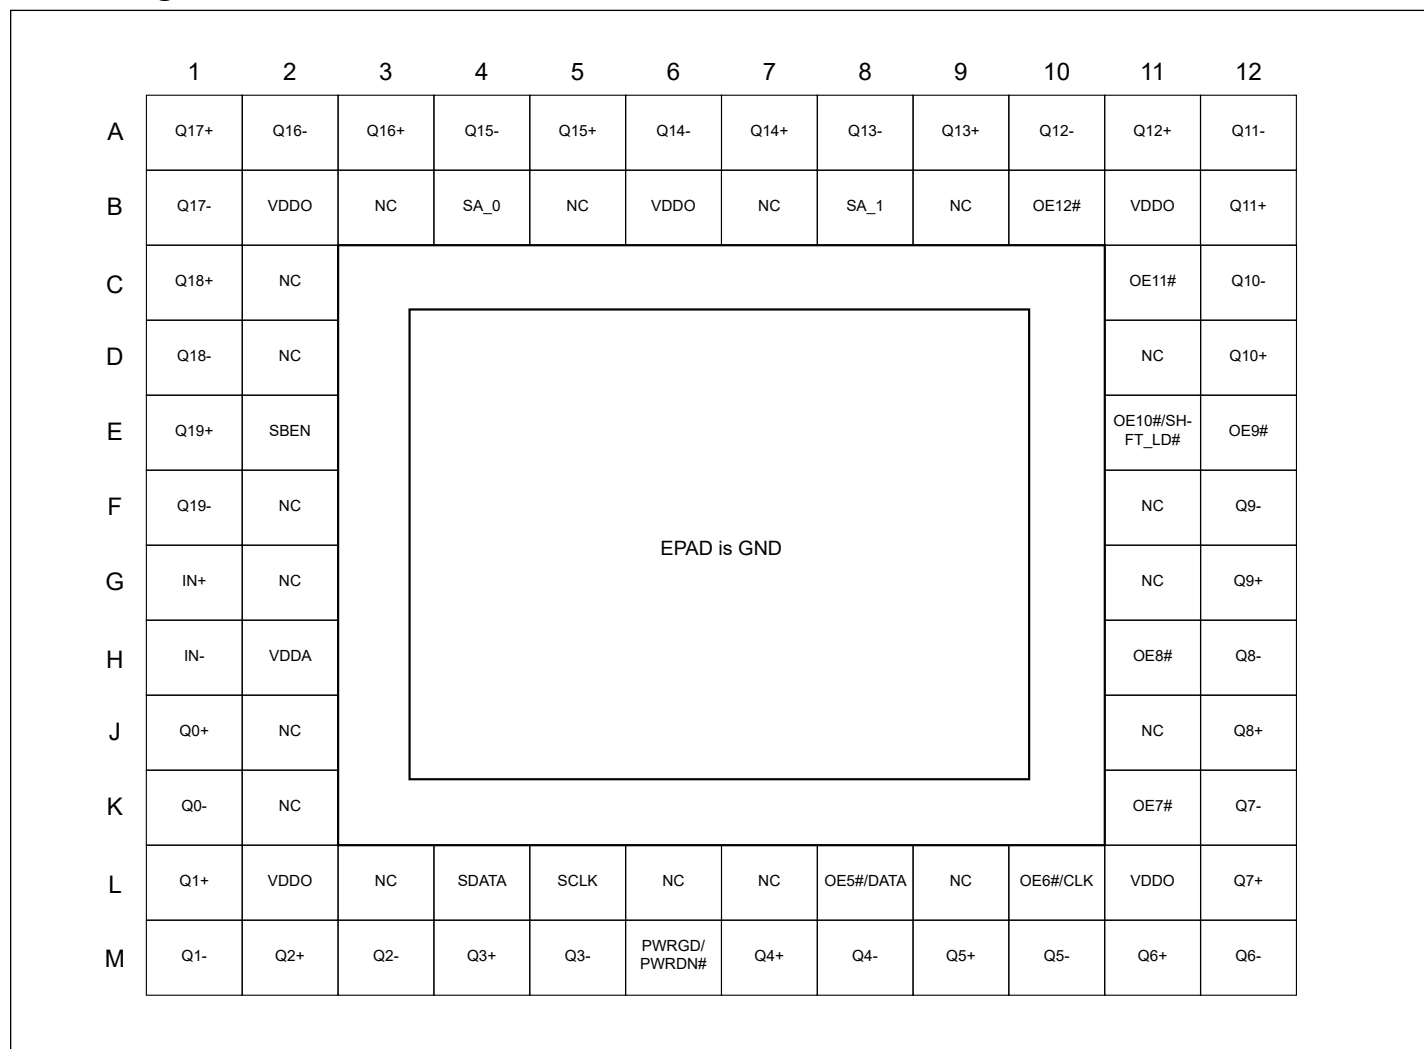 1 2 3 4 5 6 7 8 9 10 11 12
A Q17+ Q16- Q16+ Q15- Q15+ Q14- Q14+ Q13- Q13+ Q12- Q12+ Q11-
B Q17- VDDO NC SA_0 NC VDDO NC SA_1 NC OE12# VDDO Q11+
C Q18+ NC OE11# Q10-
D Q18- NC NC Q10+
E Q19+ SBEN OE10#/SH-
FT_LD# OE9#
F Q19- NC NC Q9-
EPAD is GND
G IN+ NC NC Q9+
H IN- VDDA OE8# Q8-
J Q0+ NC NC Q8+
K Q0- NC OE7# Q7-
L Q1+ VDDO NC SDATA SCLK NC NC OE5#/DATA NC OE6#/CLK VDDO Q7+
M Q1- Q2+ Q2- Q3+ Q3- PWRGD/
PWRDN# Q4+ Q4- Q5+ Q5- Q6+ Q6-